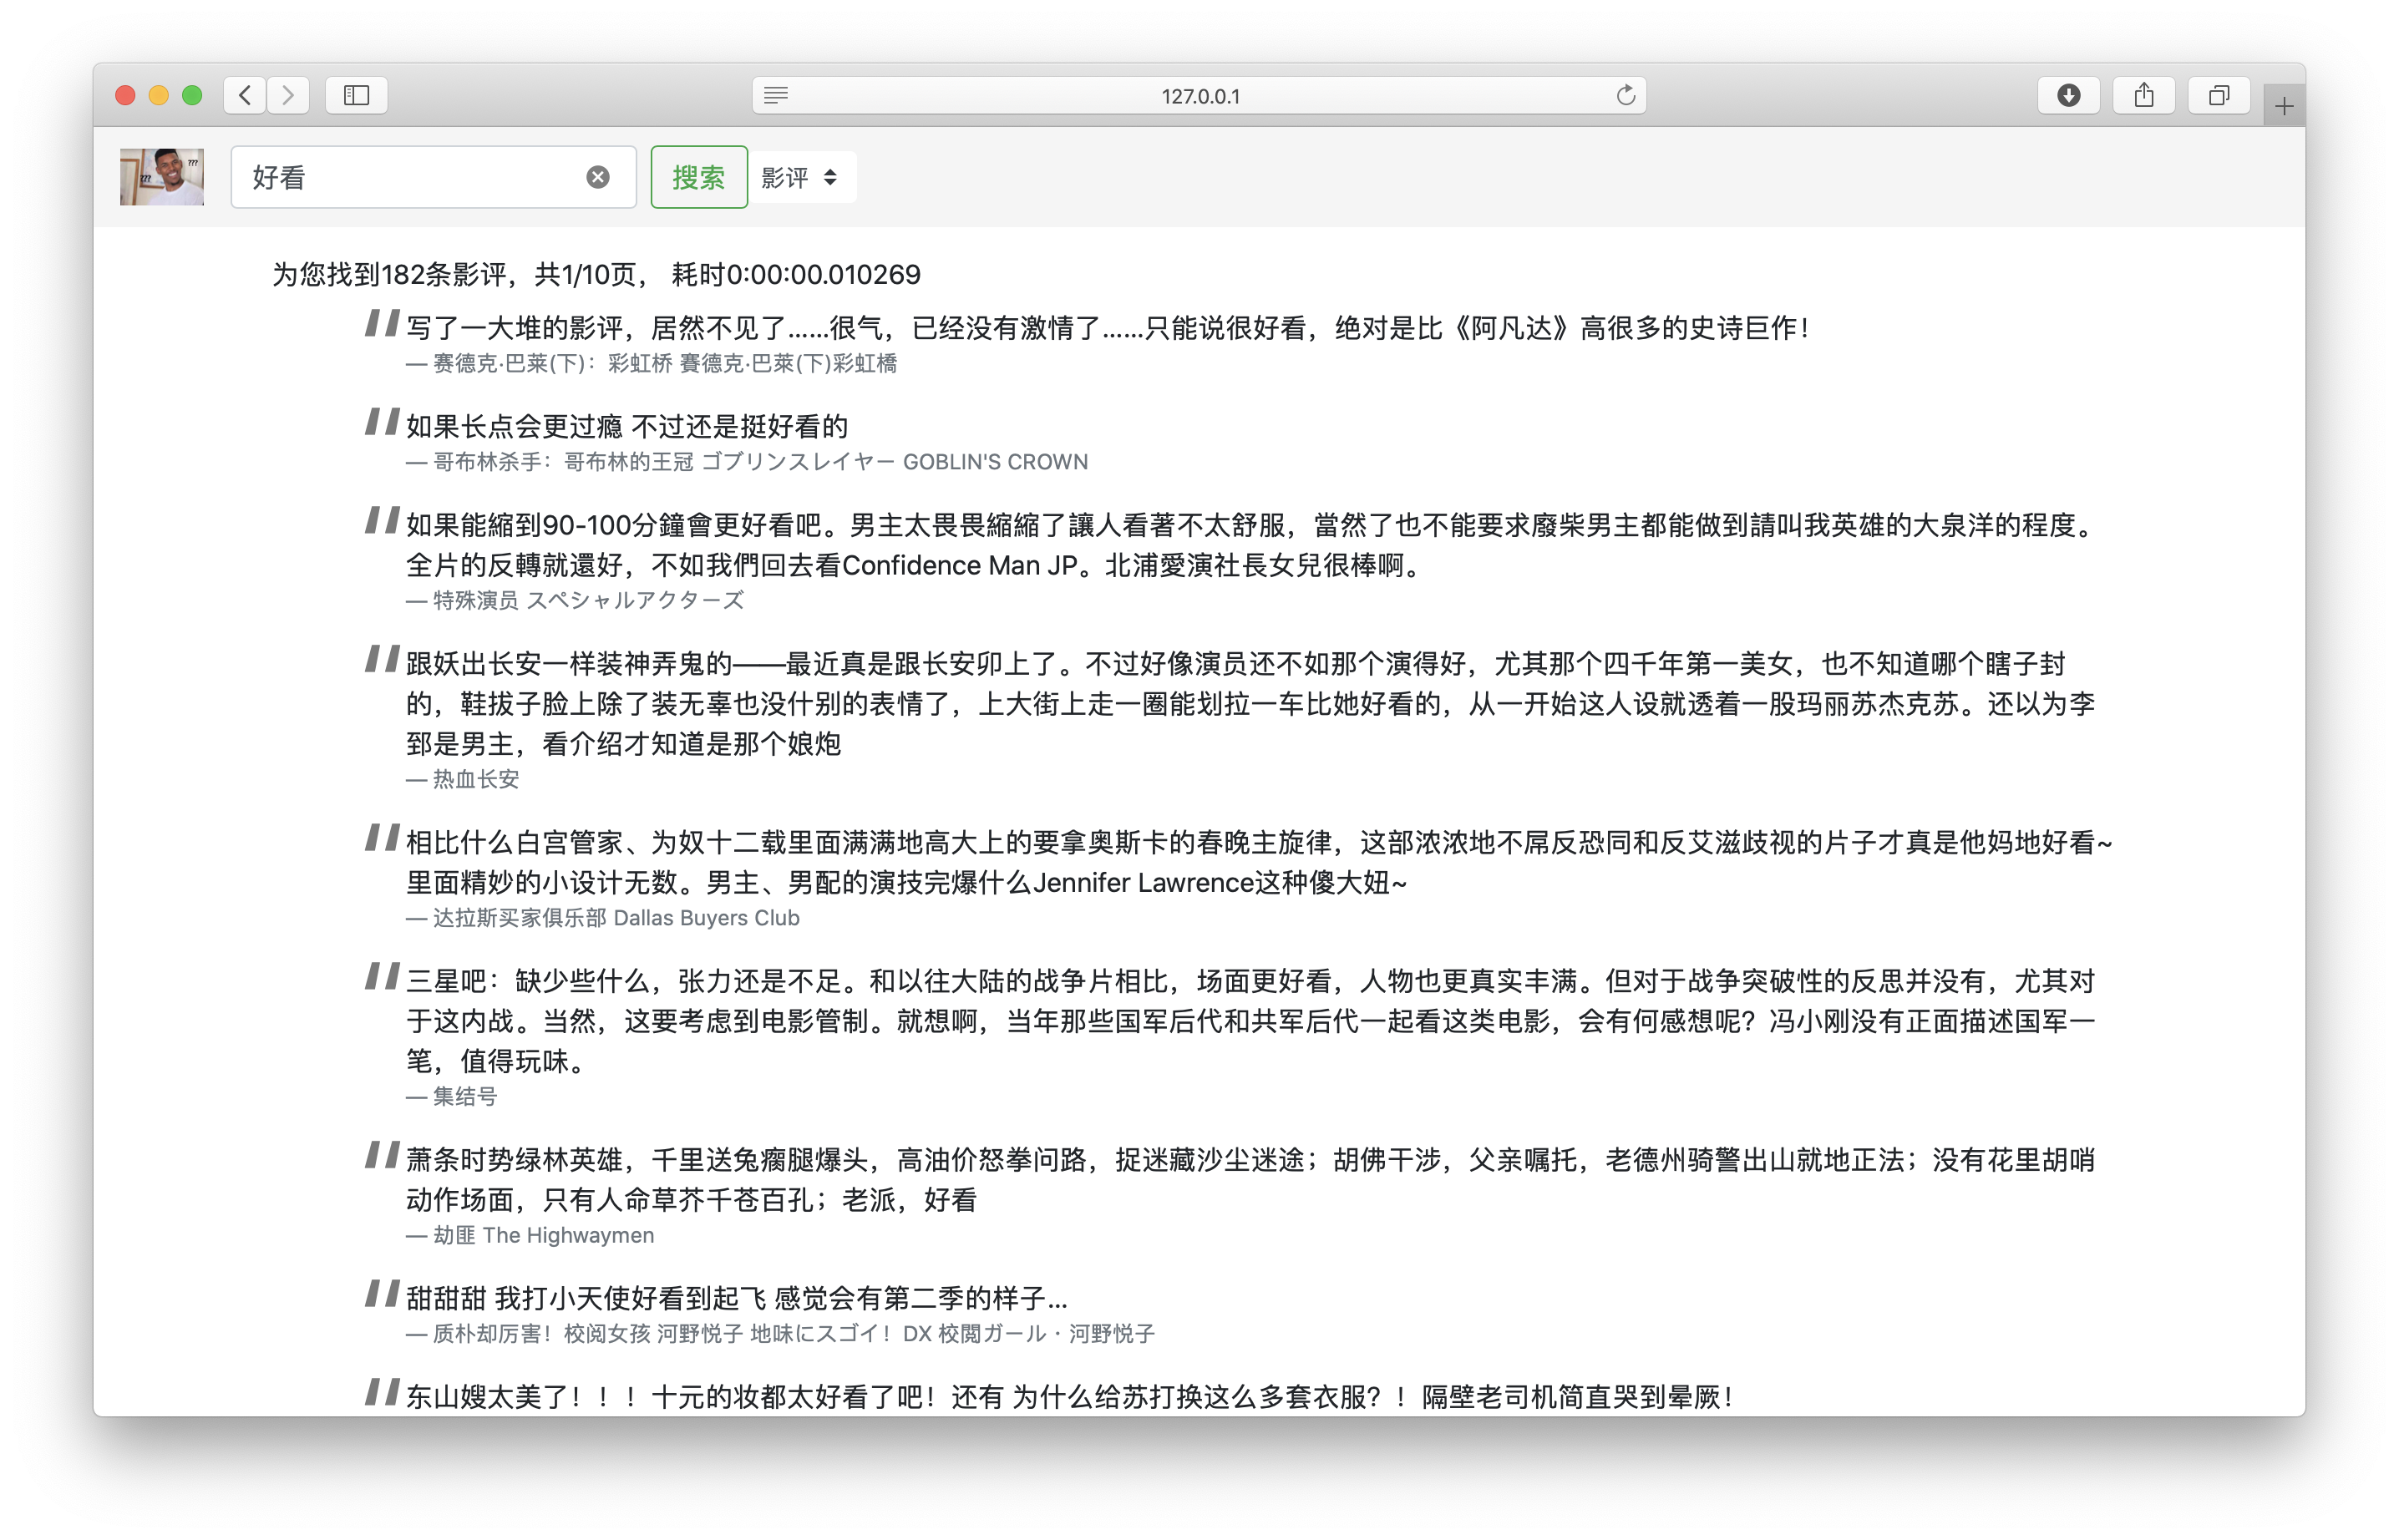 127.0.0.1
好看
搜索
影评
为您找到182条影评，共1/10页， 耗时0:00:00.010269
写了一大堆的影评，居然不见了……很气，已经没有激情了……只能说很好看，绝对是比《阿凡达》高很多的史诗巨作！
— 赛德克·巴莱(下)：彩虹桥 賽德克·巴萊(下)彩虹橋
如果长点会更过瘾 不过还是挺好看的
— 哥布林杀手：哥布林的王冠 ゴブリンスレイヤー GOBLIN'S CROWN
如果能縮到90-100分鐘會更好看吧。男主太畏畏縮縮了讓人看著不太舒服，當然了也不能要求廢柴男主都能做到請叫我英雄的大泉洋的程度。
全片的反轉就還好，不如我們回去看Confidence Man JP。北浦愛演社長女兒很棒啊。
— 特殊演员 スペシャルアクターズ
跟妖出长安一样装神弄鬼的——最近真是跟长安卯上了。不过好像演员还不如那个演得好，尤其那个四千年第一美女，也不知道哪个瞎子封
的，鞋拔子脸上除了装无辜也没什别的表情了，上大街上走一圈能划拉一车比她好看的，从一开始这人设就透着一股玛丽苏杰克苏。还以为李
郅是男主，看介绍才知道是那个娘炮
— 热血长安
相比什么白宫管家、为奴十二载里面满满地高大上的要拿奥斯卡的春晚主旋律，这部浓浓地不屌反恐同和反艾滋歧视的片子才真是他妈地好看~
里面精妙的小设计无数。男主、男配的演技完爆什么Jennifer Lawrence这种傻大妞~
— 达拉斯买家俱乐部 Dallas Buyers Club
三星吧：缺少些什么，张力还是不足。和以往大陆的战争片相比，场面更好看，人物也更真实丰满。但对于战争突破性的反思并没有，尤其对
于这内战。当然，这要考虑到电影管制。就想啊，当年那些国军后代和共军后代一起看这类电影，会有何感想呢？冯小刚没有正面描述国军一
笔，值得玩味。
— 集结号
萧条时势绿林英雄，千里送兔瘸腿爆头，高油价怒拳问路，捉迷藏沙尘迷途；胡佛干涉，父亲嘱托，老德州骑警出山就地正法；没有花里胡哨
动作场面，只有人命草芥千苍百孔；老派，好看
— 劫匪 The Highwaymen
甜甜甜 我打小天使好看到起飞 感觉会有第二季的样子...
— 质朴却厉害！校阅女孩 河野悦子 地味にスゴイ！DX 校閲ガール・河野悦子
东山嫂太美了！！！十元的妆都太好看了吧！还有 为什么给苏打换这么多套衣服？！隔壁老司机简直哭到晕厥！